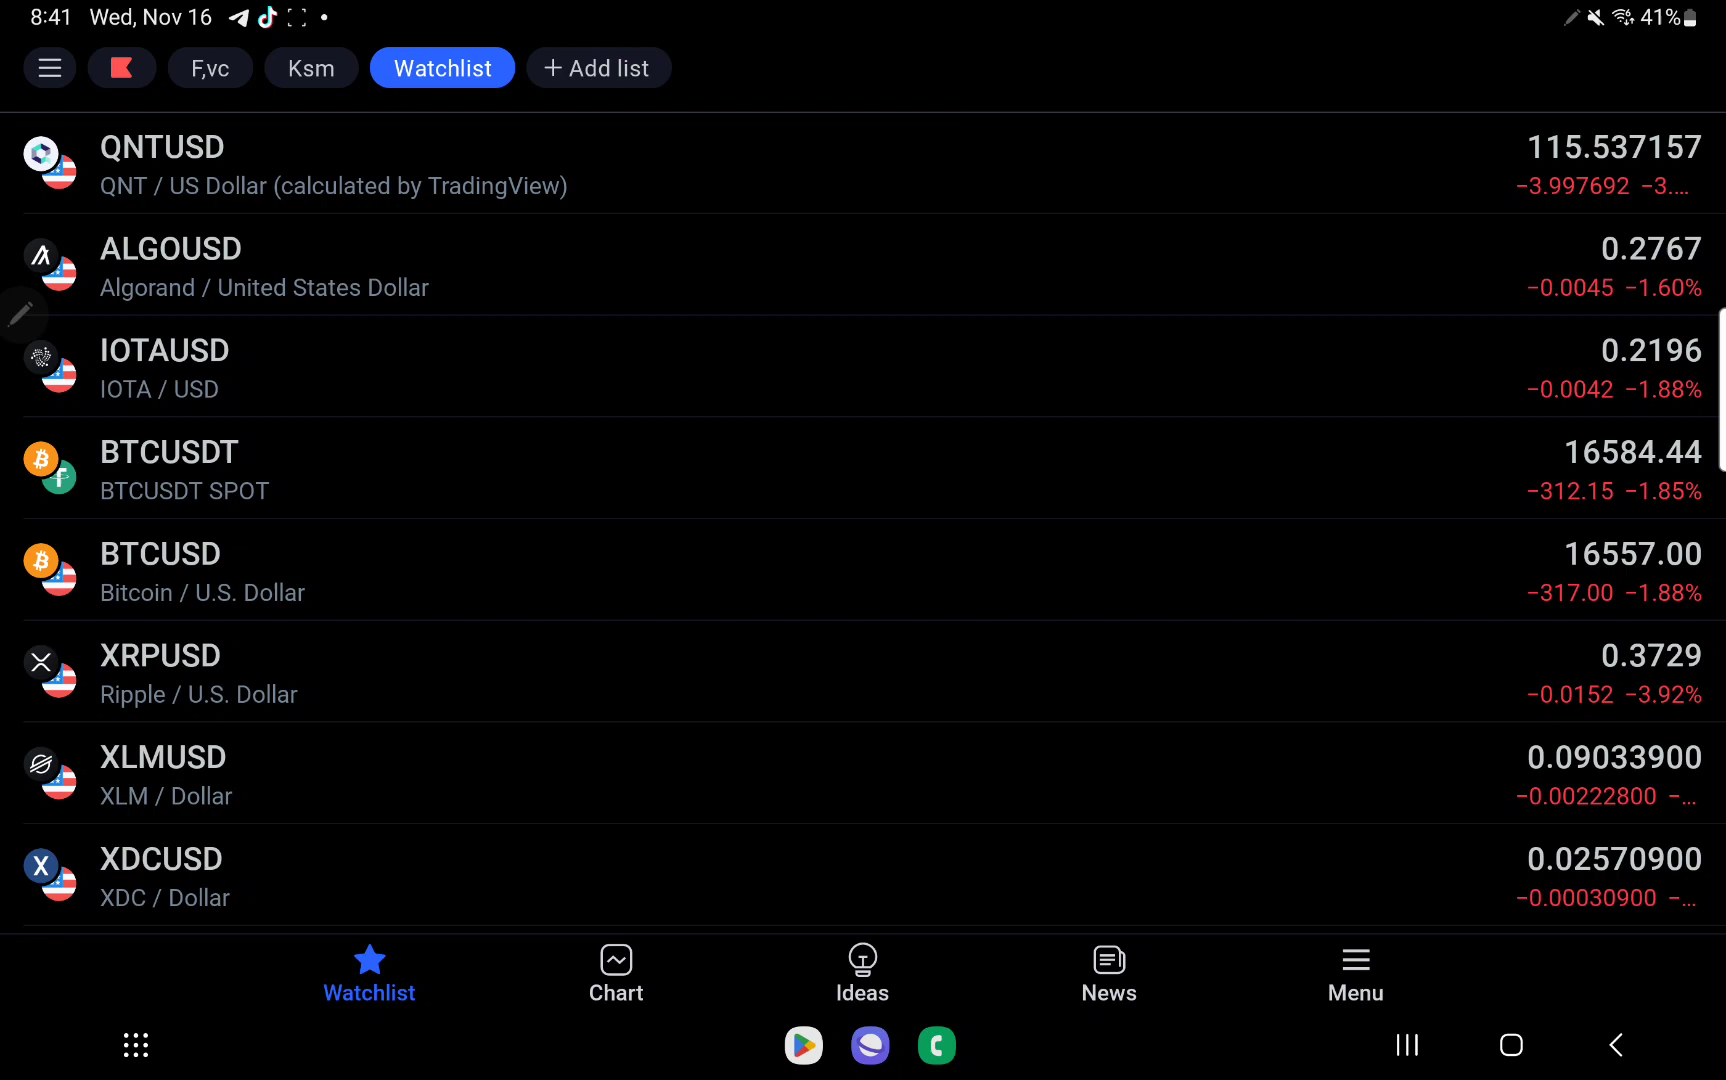 8:41 Wed, Nov 16
41%
F,vc
Ksm
Watchlist
+ Add list
QNTUSD
115.537157
QNT / US Dollar (calculated by TradingView)
−3.997692 −3....
ALGOUSD
0.2767
Algorand / United States Dollar
−0.0045 −1.60%
IOTAUSD
0.2196
IOTA / USD
−0.0042 −1.88%
BTCUSDT
16584.44
BTCUSDT SPOT
−312.15 −1.85%
BTCUSD
16557.00
Bitcoin / U.S. Dollar
−317.00 −1.88%
XRPUSD
0.3729
Ripple / U.S. Dollar
−0.0152 −3.92%
XLMUSD
0.09033900
XLM / Dollar
−0.00222800 −...
XDCUSD
0.02570900
XDC / Dollar
−0.00030900 −...
Watchlist
Chart
Ideas
News
Menu